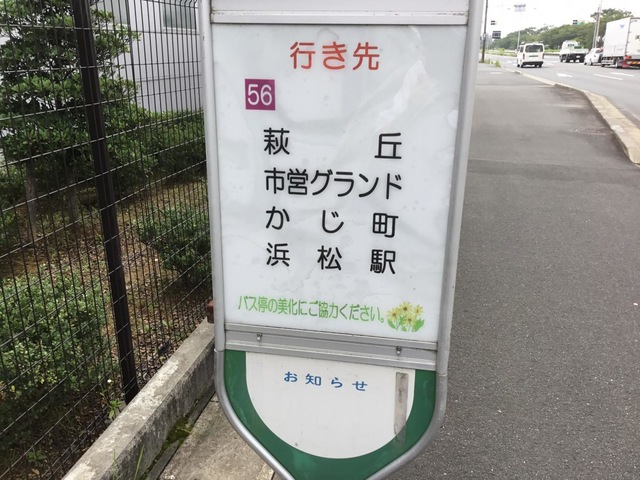 行き先
56
萩丘
市営グランド
かじ町
浜松駅
バス停の美化にご協力ください。
お知らせ